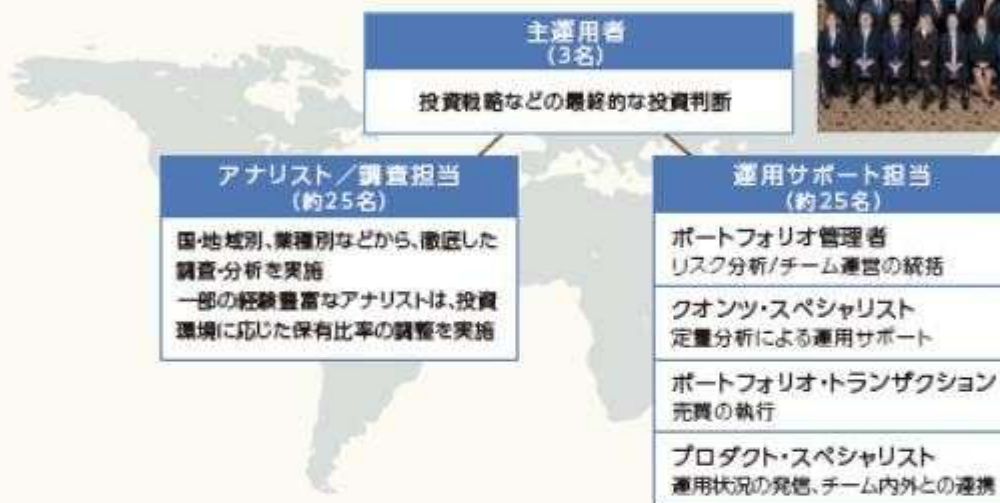 主運用者
(3名)
投資戦略などの最終的な投資判断
アナリスト／調査担当
(約25名)
国・地域別、業種別などから、徹底した
調査・分析を実施
一部の経験豊富なアナリストは、投資
環境に応じた保有比率の調整を実施
運用サポート担当
(約25名)
ポートフォリオ管理者
リスク分析/チーム運営の統括
クオンツ・スペシャリスト
定量分析による運用サポート
ポートフォリオ・トランザクション
売買の執行
プロダクト・スペシャリスト
運用状況の発信、チーム内外との連携